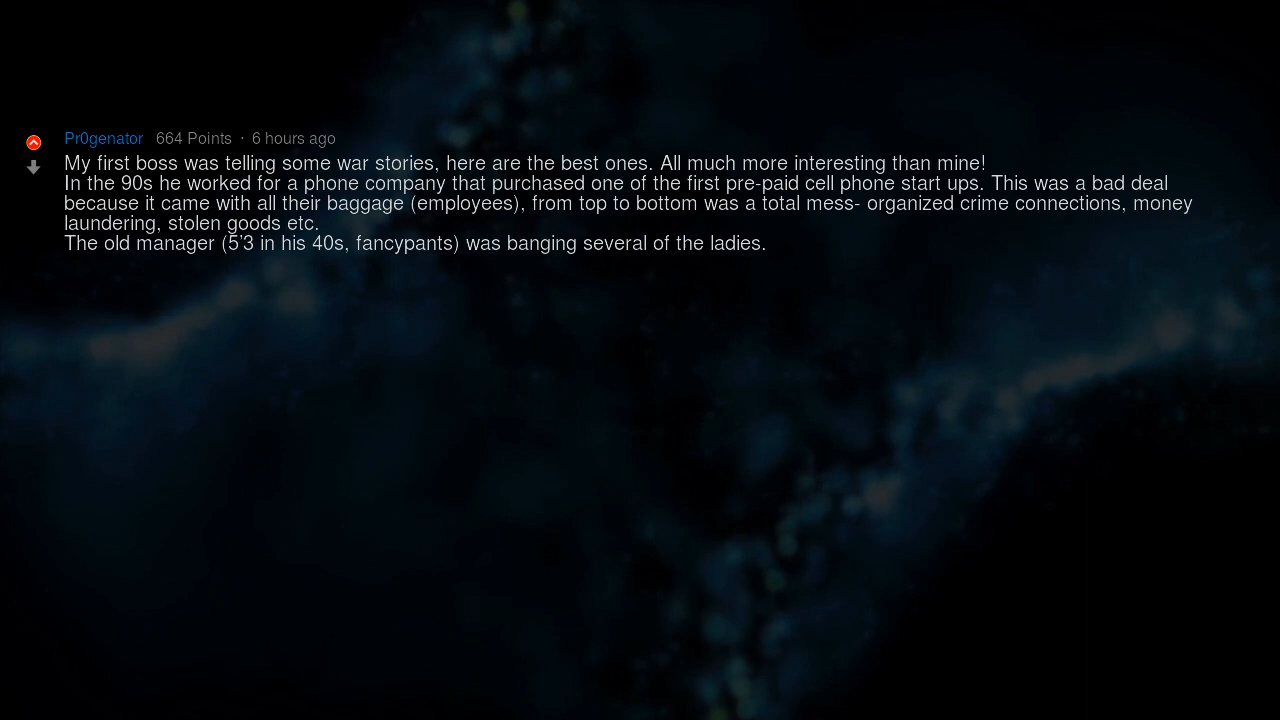 Pr0genator 664 Points · 6 hours ago
My first boss was telling some war stories, here are the best ones. All much more interesting than mine!
In the 90s he worked for a phone company that purchased one of the first pre-paid cell phone start ups. This was a bad deal
because it came with all their baggage (employees), from top to bottom was a total mess- organized crime connections, money
laundering, stolen goods etc.
The old manager (5'3 in his 40s, fancypants) was banging several of the ladies.